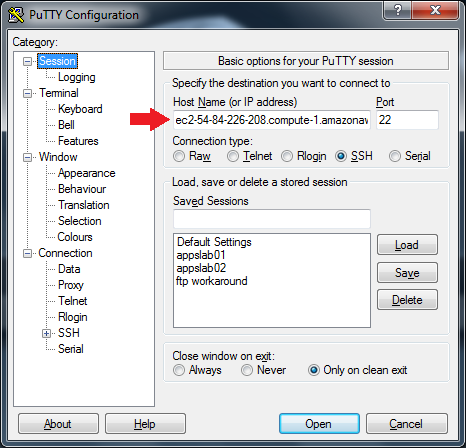 PuTTY Configuration
Category:
Session
Logging
Terminal
Keyboard
Bell
Features
Window
Appearance
Behaviour
Translation
Selection
Colours
Connection
Data
Proxy
Telnet
Rlogin
SSH
Serial
Basic options for your PuTTY session
Specify the destination you want to connect to
Host Name (or IP address) Port
ec2-54-84-226-208.compute-1.amazonav 22
Connection type:
Raw Telnet Rlogin SSH Serial
Load, save or delete a stored session
Saved Sessions
Default Settings
appslab01
appslab02
ftp workaround
Load
Save
Delete
Close window on exit:
Always Never Only on clean exit
About Help Open Cancel